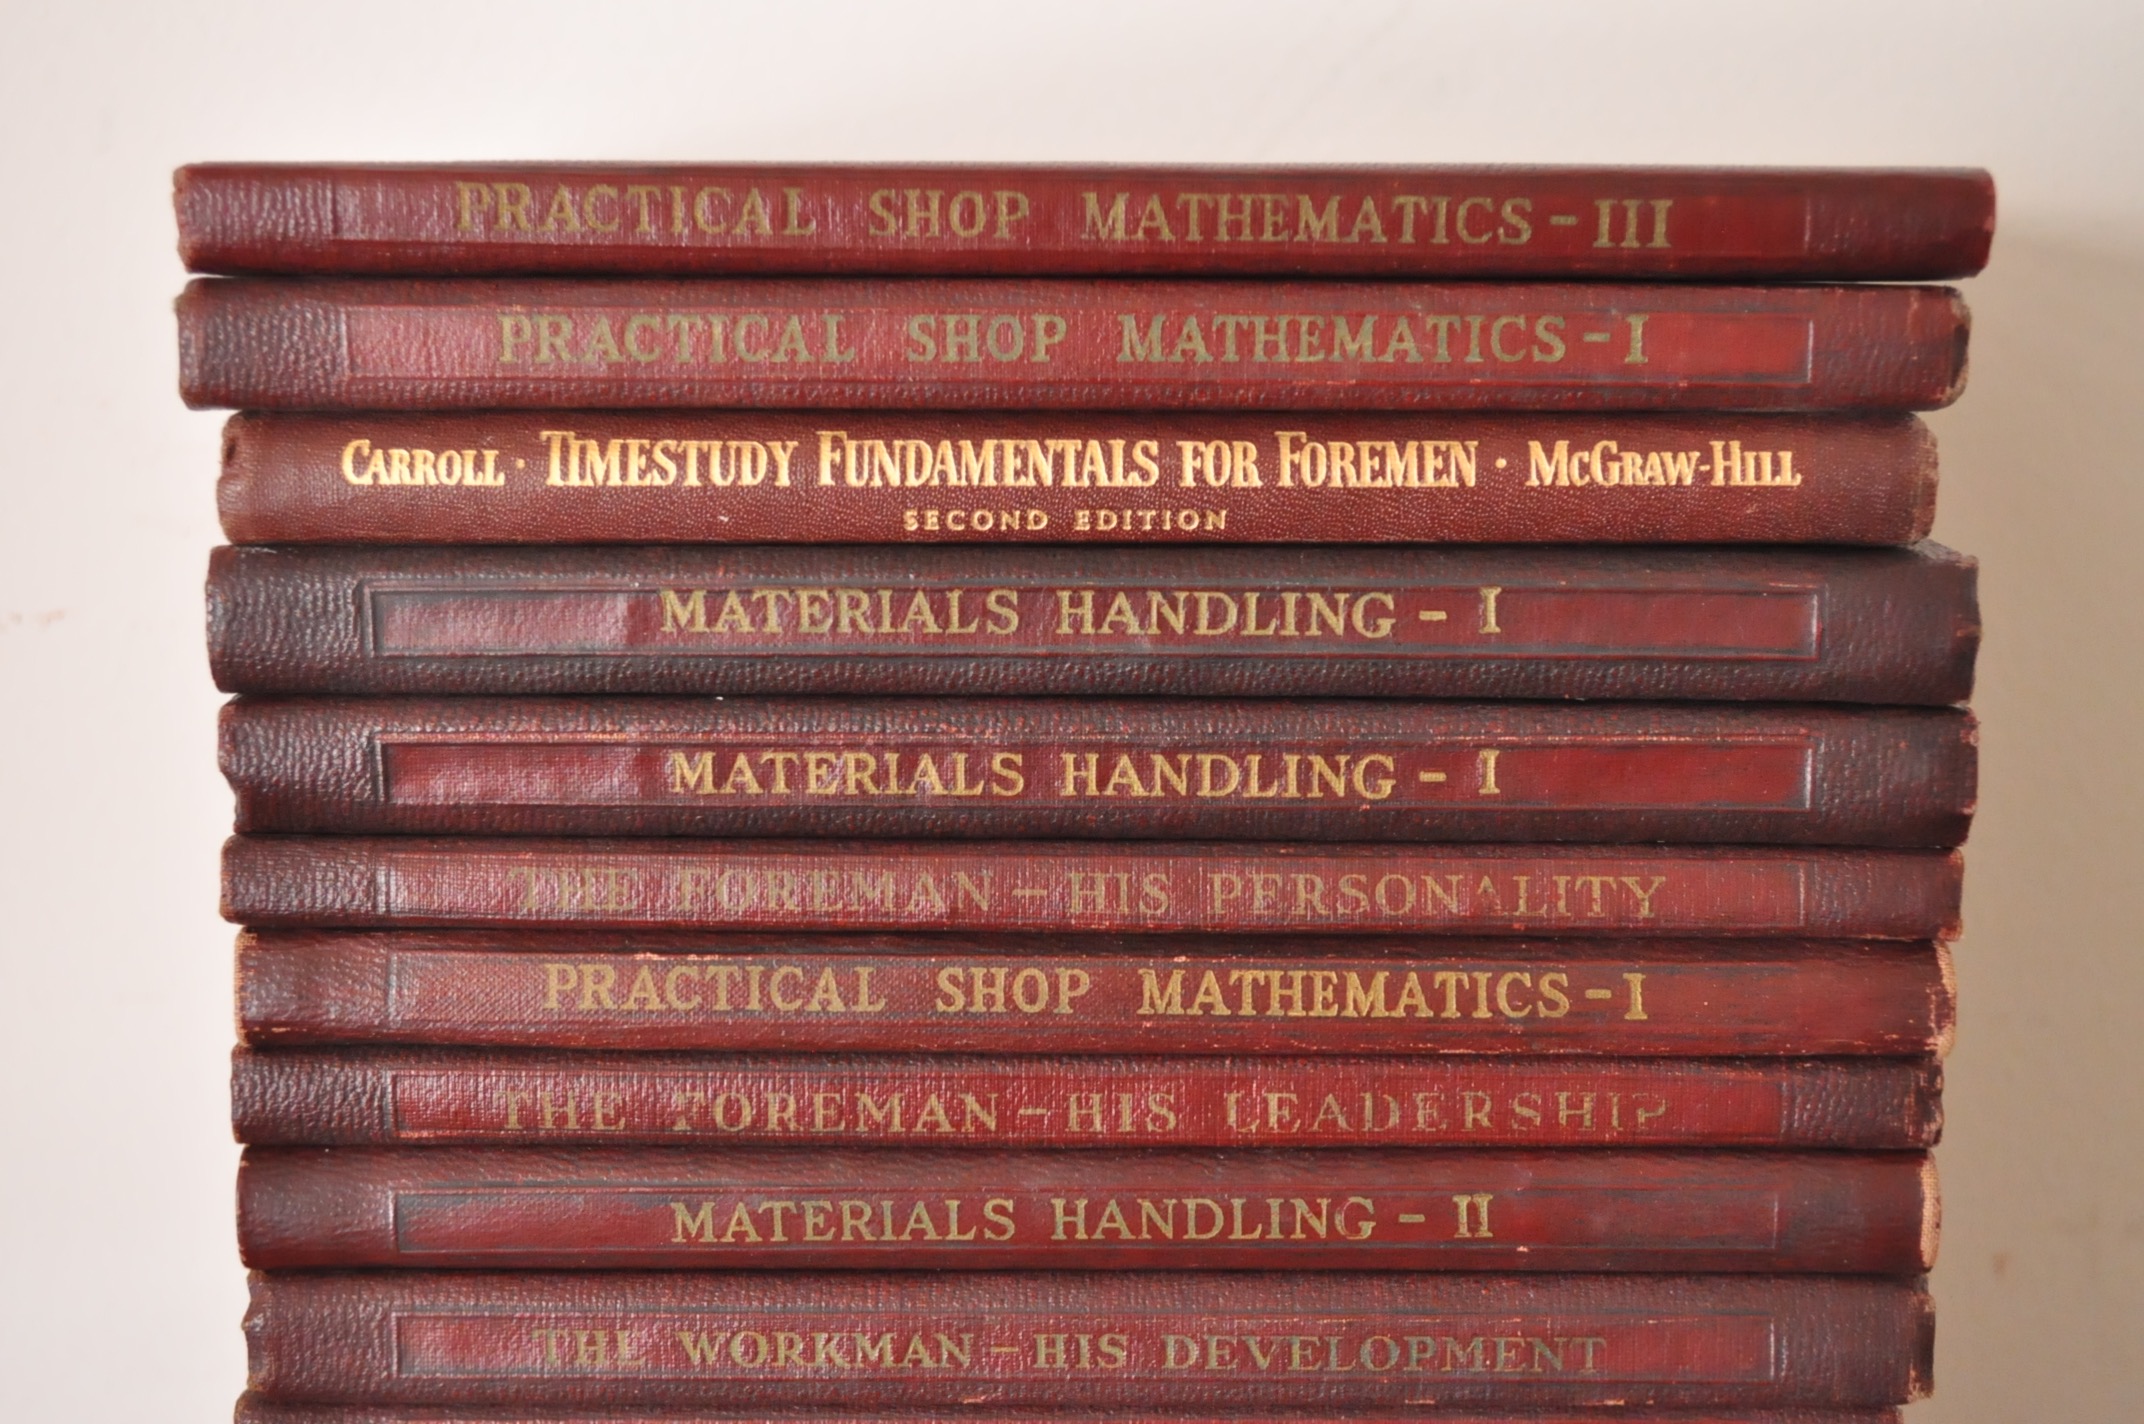 PRACTICAL SHOP MATHEMATICS - III
PRACTICAL SHOP MATHEMATICS - I
CARROLL · TIMESTUDY FUNDAMENTALS FOR FOREMEN · McGRAW-HILL
SECOND EDITION
MATERIALS HANDLING - I
MATERIALS HANDLING - I
THE FOREMAN - HIS PERSONALITY
PRACTICAL SHOP MATHEMATICS - I
THE FOREMAN - HIS LEADERSHIP
MATERIALS HANDLING - II
THE WORKMAN - HIS DEVELOPMENT